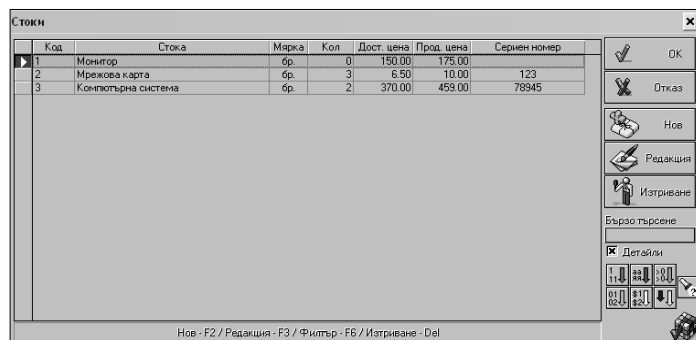 Стоки
Код Стока Мярка Кол Дост. цена Прод. цена Сериен номер
1 Монитор бр. 0 150.00 175.00
2 Мрежова карта бр. 3 6.50 10.00 123
3 Компютърна система бр. 2 370.00 459.00 78945
OK
Отказ
Нов
Редакция
Изтриване
Бързо търсене
Детайли
Нов - F2 / Редакция - F3 / Филтър - F6 / Изтриване - Del